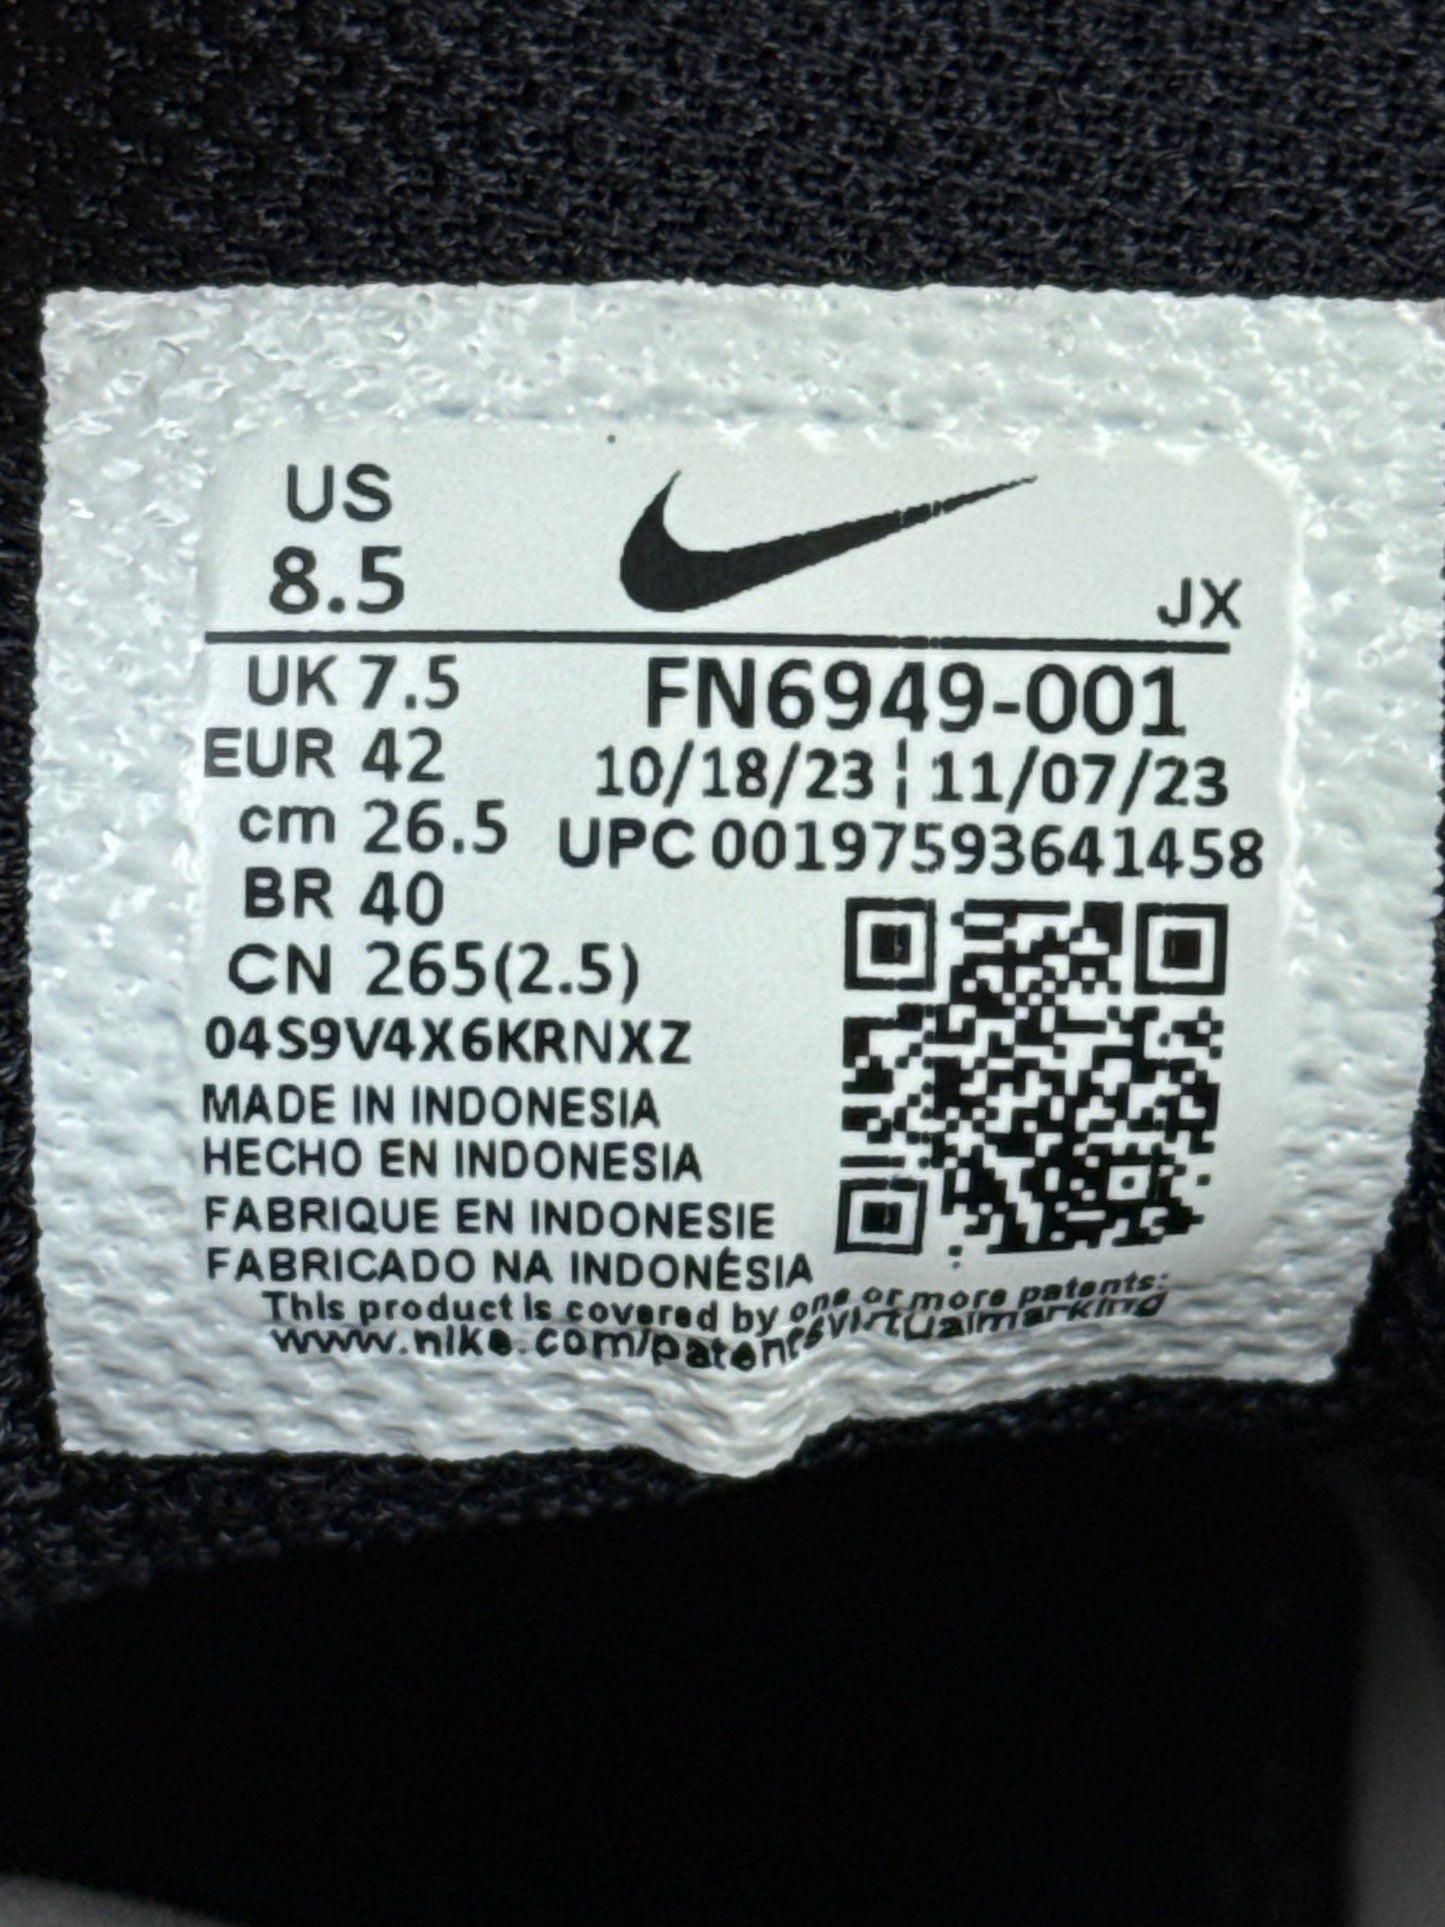 US
8.5
JX
UK 7.5
FN6949-001
EUR 42
10/18/23 ¦ 11/07/23
cm 26.5
UPC 00197593641458
BR 40
CN 265(2.5)
04S9V4X6KRNXZ
MADE IN INDONESIA
HECHO EN INDONESIA
FABRIQUE EN INDONESIE
FABRICADO NA INDONÉSIA
This product is covered by one or more patents:
www.nike.com/patentsvirtualmarking